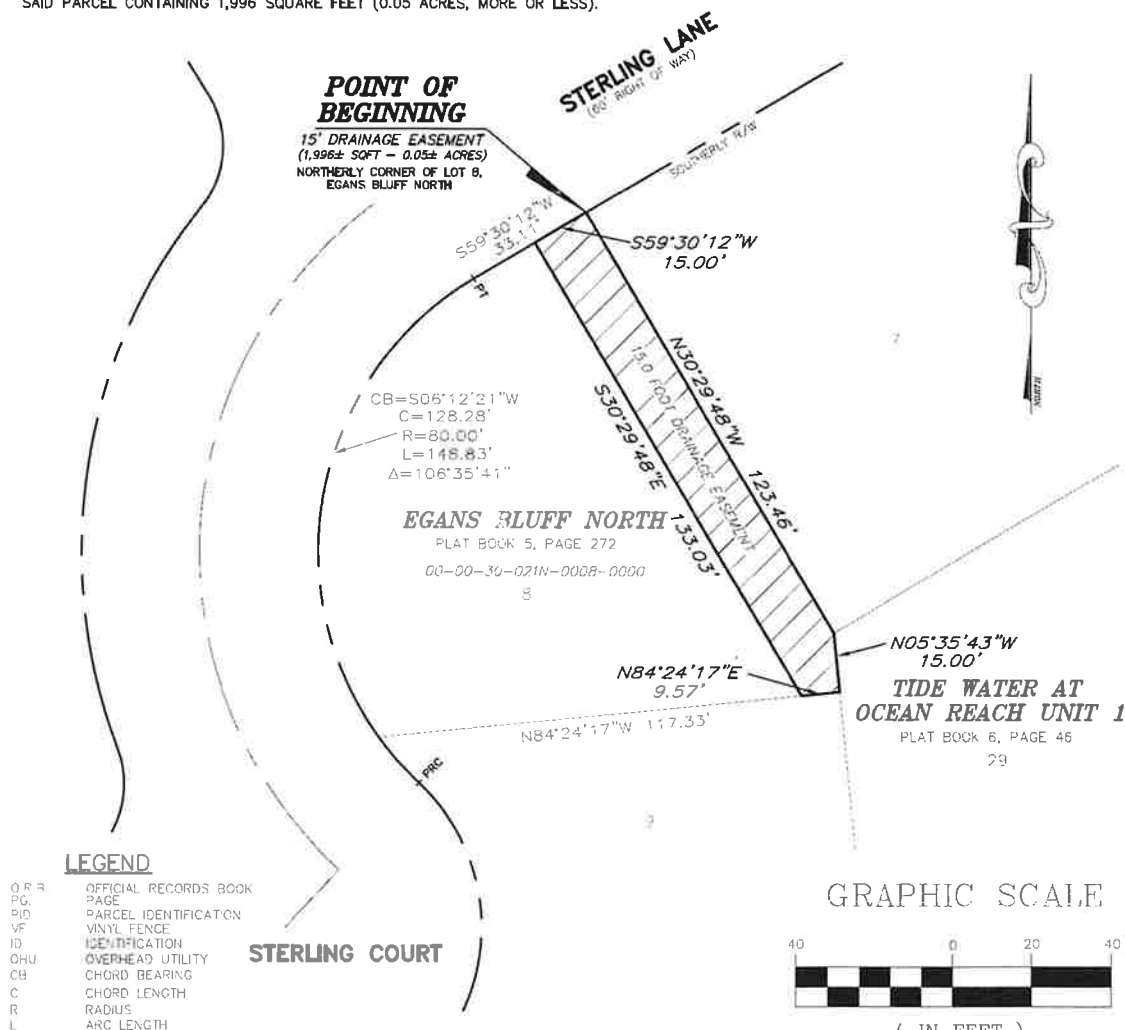 SAID PARCEL CONTAINING 1,996 SQUARE FEET (0.05 ACRES, MORE OR LESS).
STERLING LANE
(60' RIGHT OF WAY)
POINT OF
BEGINNING
15' DRAINAGE EASEMENT
(1,996± SQFT - 0.05± ACRES)
NORTHERLY CORNER OF LOT 8,
EGANS BLUFF NORTH
SOUTHERLY R/W
S59°30'12"W
33.11'
S59°30'12"W
15.00'
PT
7
NORTH
N30°29'48"W
123.46'
15.0 FOOT DRAINAGE EASEMENT
S30°29'48"E
133.03'
CB=S06°12'21"W
C=128.28'
R=80.00'
L=148.83'
Δ=106°35'41"
EGANS BLUFF NORTH
PLAT BOOK 5, PAGE 272
00-00-30-021N-0008-0000
8
N05°35'43"W
15.00'
N84°24'17"E
9.57'
TIDE WATER AT
OCEAN REACH UNIT 1
PLAT BOOK 6, PAGE 46
29
N84°24'17"W 117.33'
PRC
9
LEGEND
O.R.B. OFFICIAL RECORDS BOOK
PG. PAGE
PID PARCEL IDENTIFICATION
VF VINYL FENCE
ID IDENTIFICATION
OHU OVERHEAD UTILITY
CB CHORD BEARING
C CHORD LENGTH
R RADIUS
L ARC LENGTH
STERLING COURT
GRAPHIC SCALE
40 0 20 40
( IN FEET )